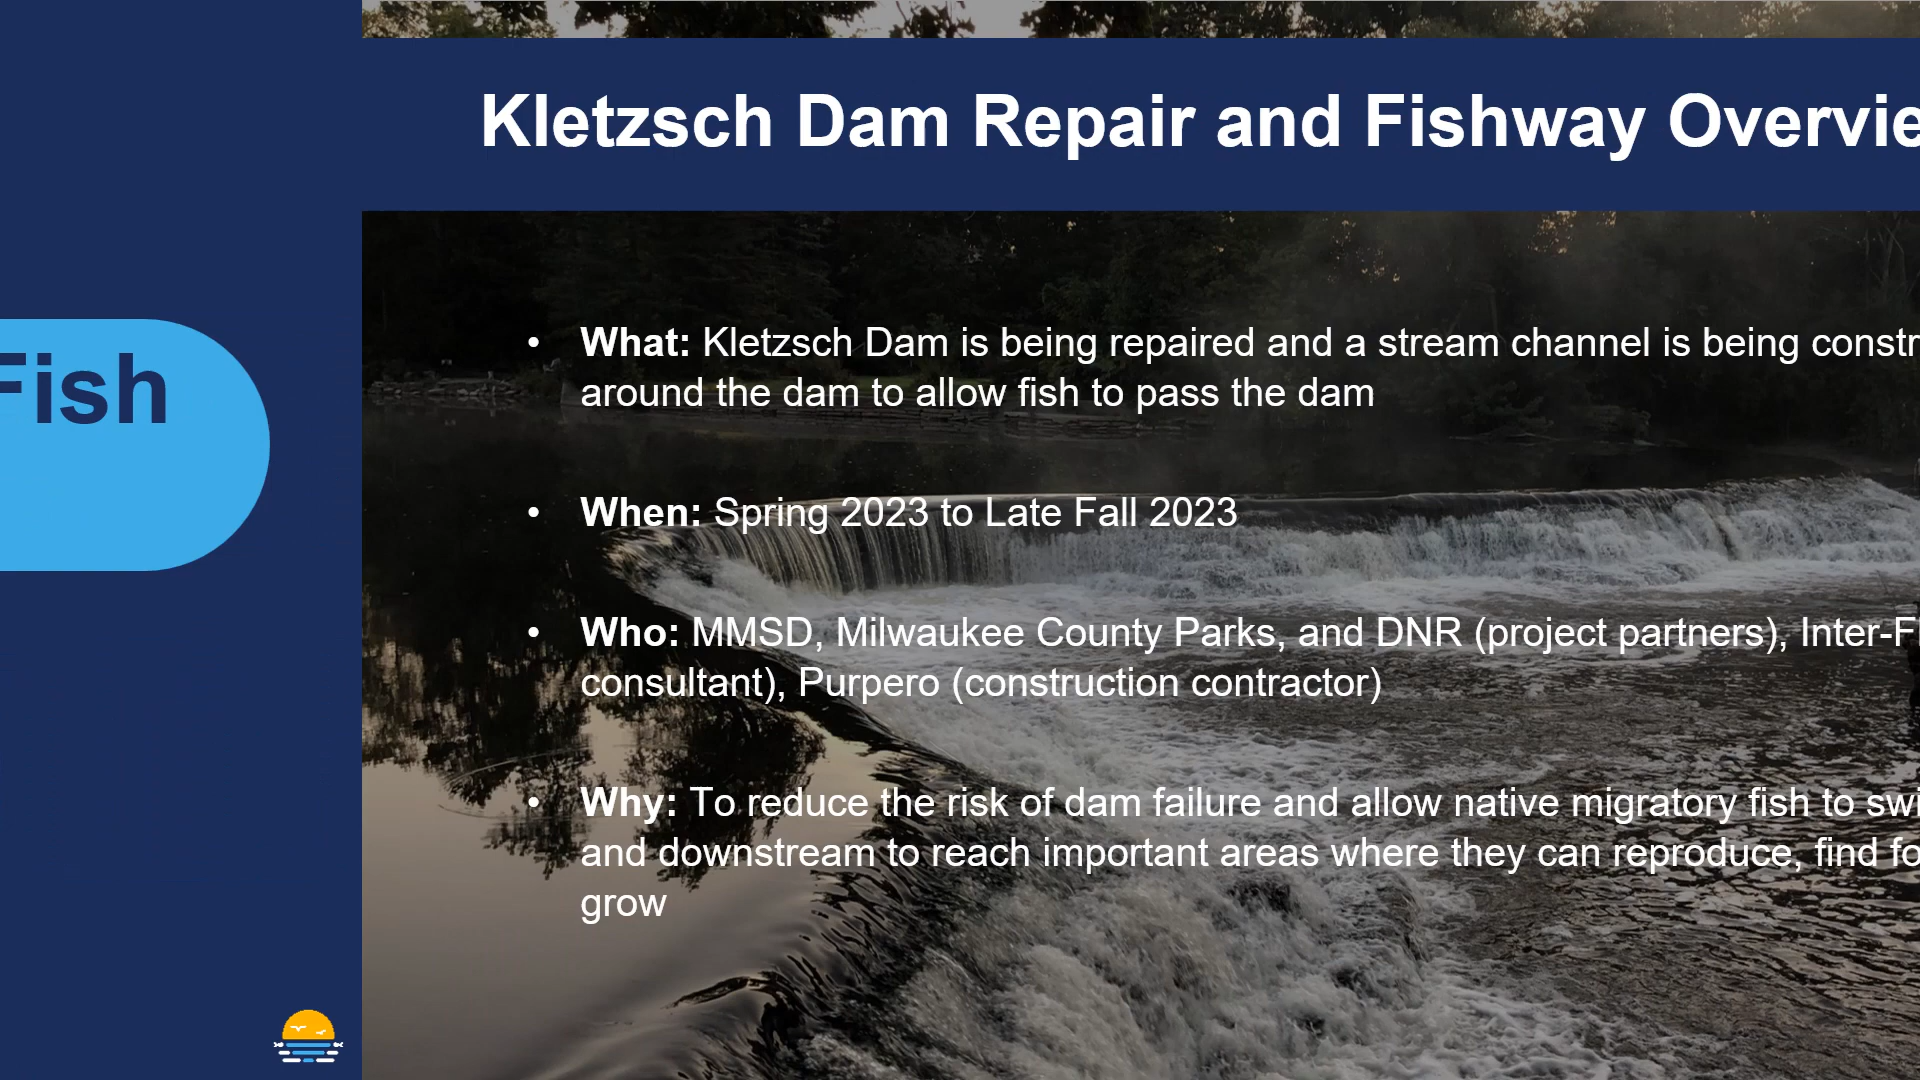 Kletzsch Dam Repair and Fishway Overvie
Fish
• What: Kletzsch Dam is being repaired and a stream channel is being constr
around the dam to allow fish to pass the dam
• When: Spring 2023 to Late Fall 2023
• Who: MMSD, Milwaukee County Parks, and DNR (project partners), Inter-F
consultant), Purpero (construction contractor)
• Why: To reduce the risk of dam failure and allow native migratory fish to swi
and downstream to reach important areas where they can reproduce, find fo
grow